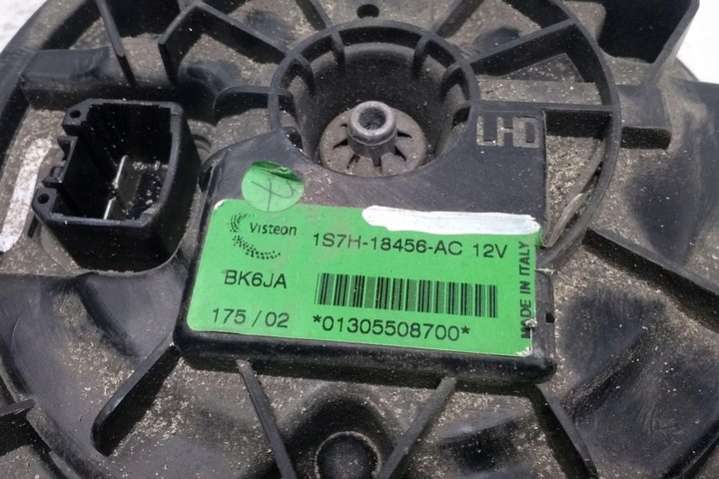 LHD
Visteon
1S7H-18456-AC 12V
BK6JA
175/02
*01305508700*
MADE IN ITALY